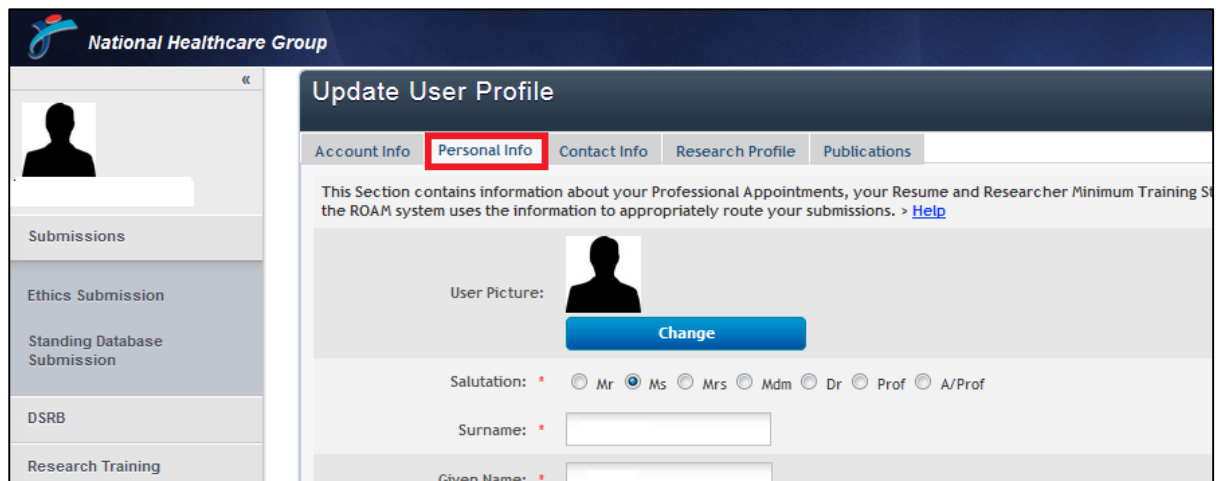 National Healthcare Group
«
Update User Profile
Account Info Personal Info Contact Info Research Profile Publications
This Section contains information about your Professional Appointments, your Resume and Researcher Minimum Training St
the ROAM system uses the information to appropriately route your submissions. > Help
User Picture:
Change
Salutation: * Mr Ms Mrs Mdm Dr Prof A/Prof
Surname: *
Given Name: *
Submissions
Ethics Submission
Standing Database
Submission
DSRB
Research Training